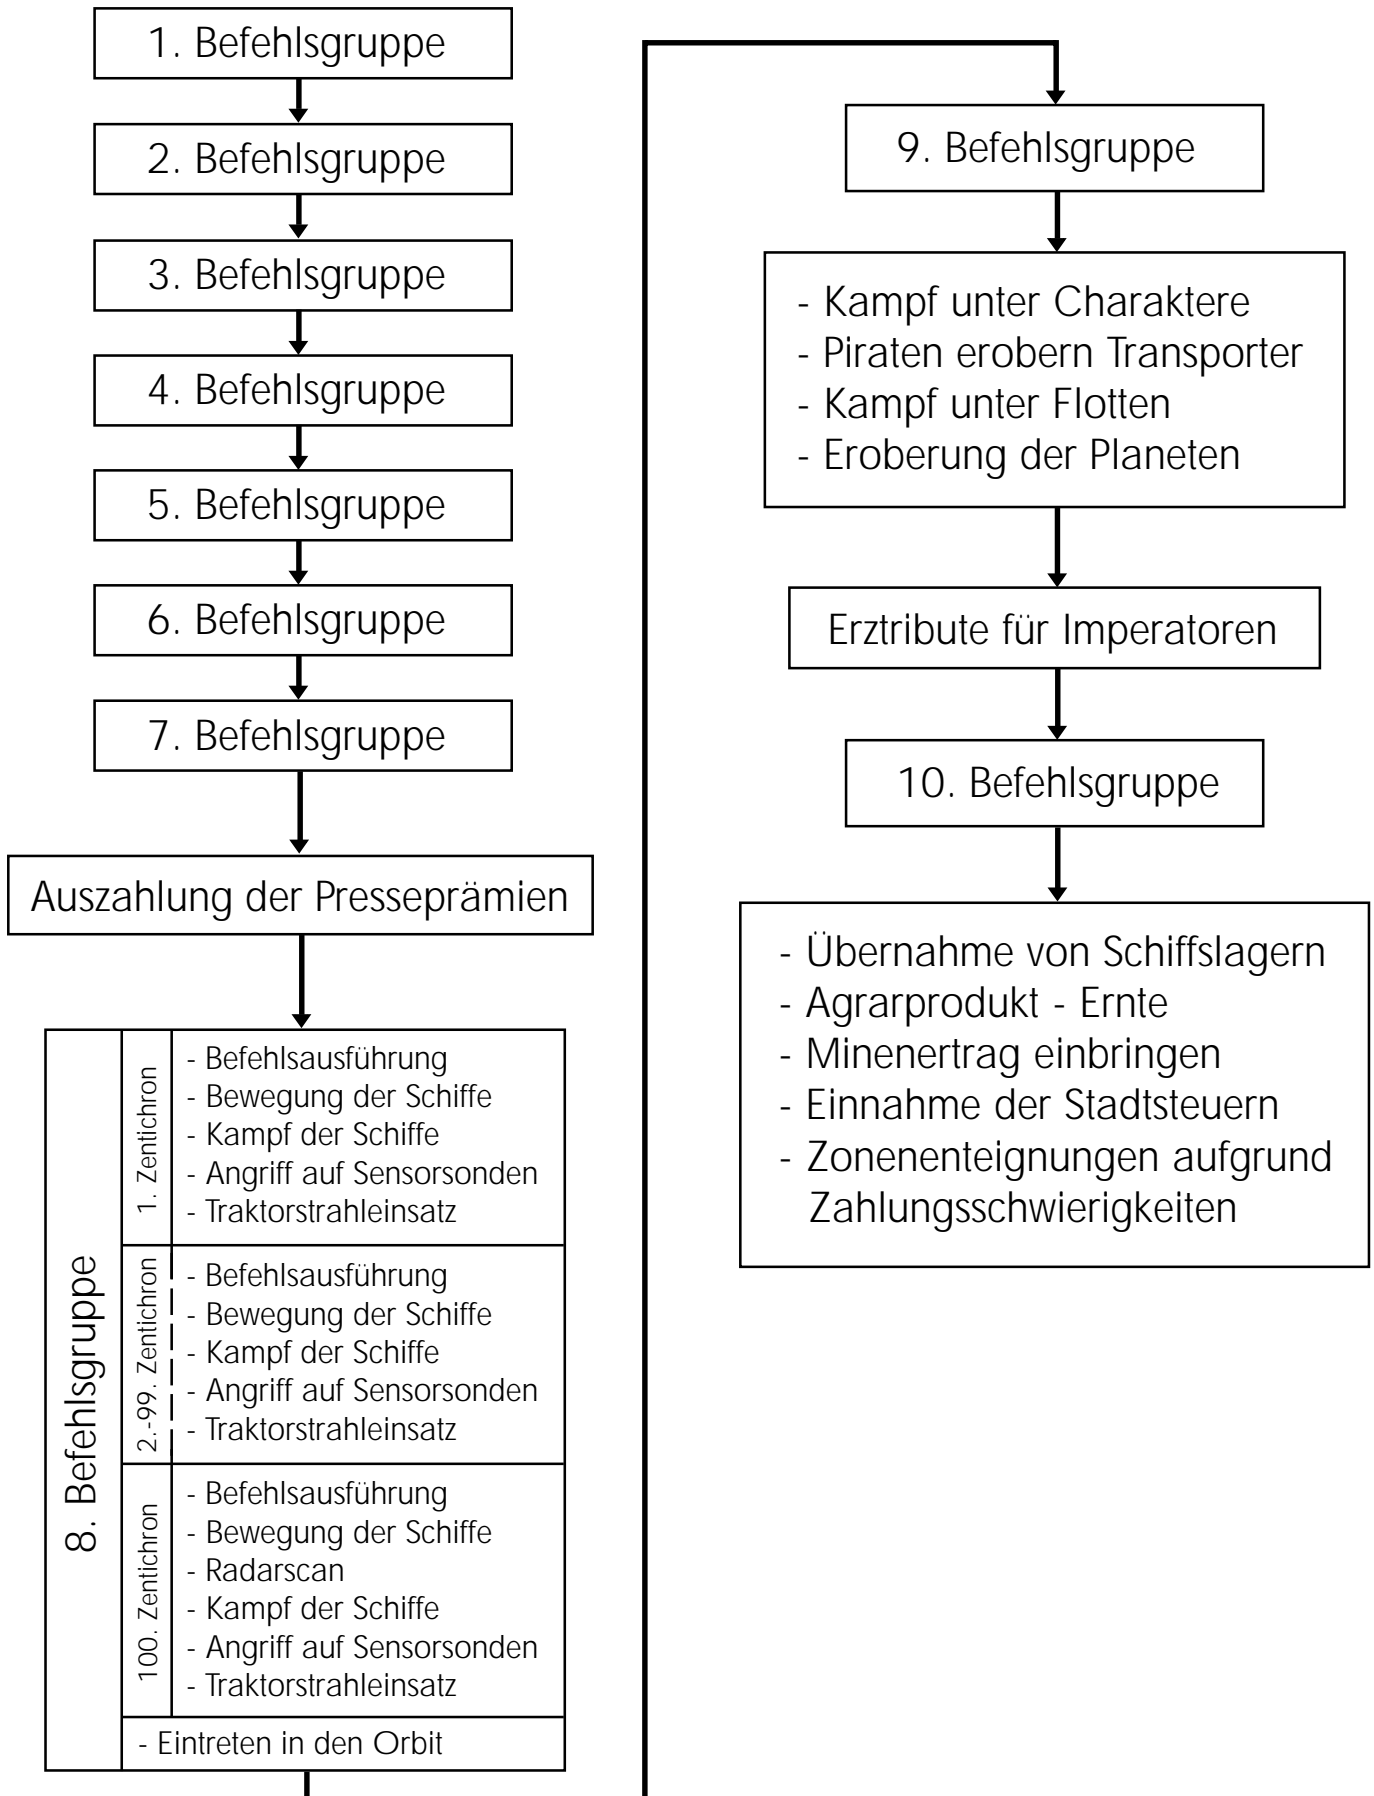 1. Befehlsgruppe
2. Befehlsgruppe
3. Befehlsgruppe
4. Befehlsgruppe
5. Befehlsgruppe
6. Befehlsgruppe
7. Befehlsgruppe
Auszahlung der Presseprämien
8. Befehlsgruppe
1. Zentichron
- Befehlsausführung
- Bewegung der Schiffe
- Kampf der Schiffe
- Angriff auf Sensorsonden
- Traktorstrahleinsatz
2.-99. Zentichron
- Befehlsausführung
- Bewegung der Schiffe
- Kampf der Schiffe
- Angriff auf Sensorsonden
- Traktorstrahleinsatz
100. Zentichron
- Befehlsausführung
- Bewegung der Schiffe
- Radarscan
- Kampf der Schiffe
- Angriff auf Sensorsonden
- Traktorstrahleinsatz
- Eintreten in den Orbit
9. Befehlsgruppe
- Kampf unter Charaktere
- Piraten erobern Transporter
- Kampf unter Flotten
- Eroberung der Planeten
Erztribute für Imperatoren
10. Befehlsgruppe
- Übernahme von Schiffslagern
- Agrarprodukt - Ernte
- Minenertrag einbringen
- Einnahme der Stadtsteuern
- Zonenenteignungen aufgrund
Zahlungsschwierigkeiten